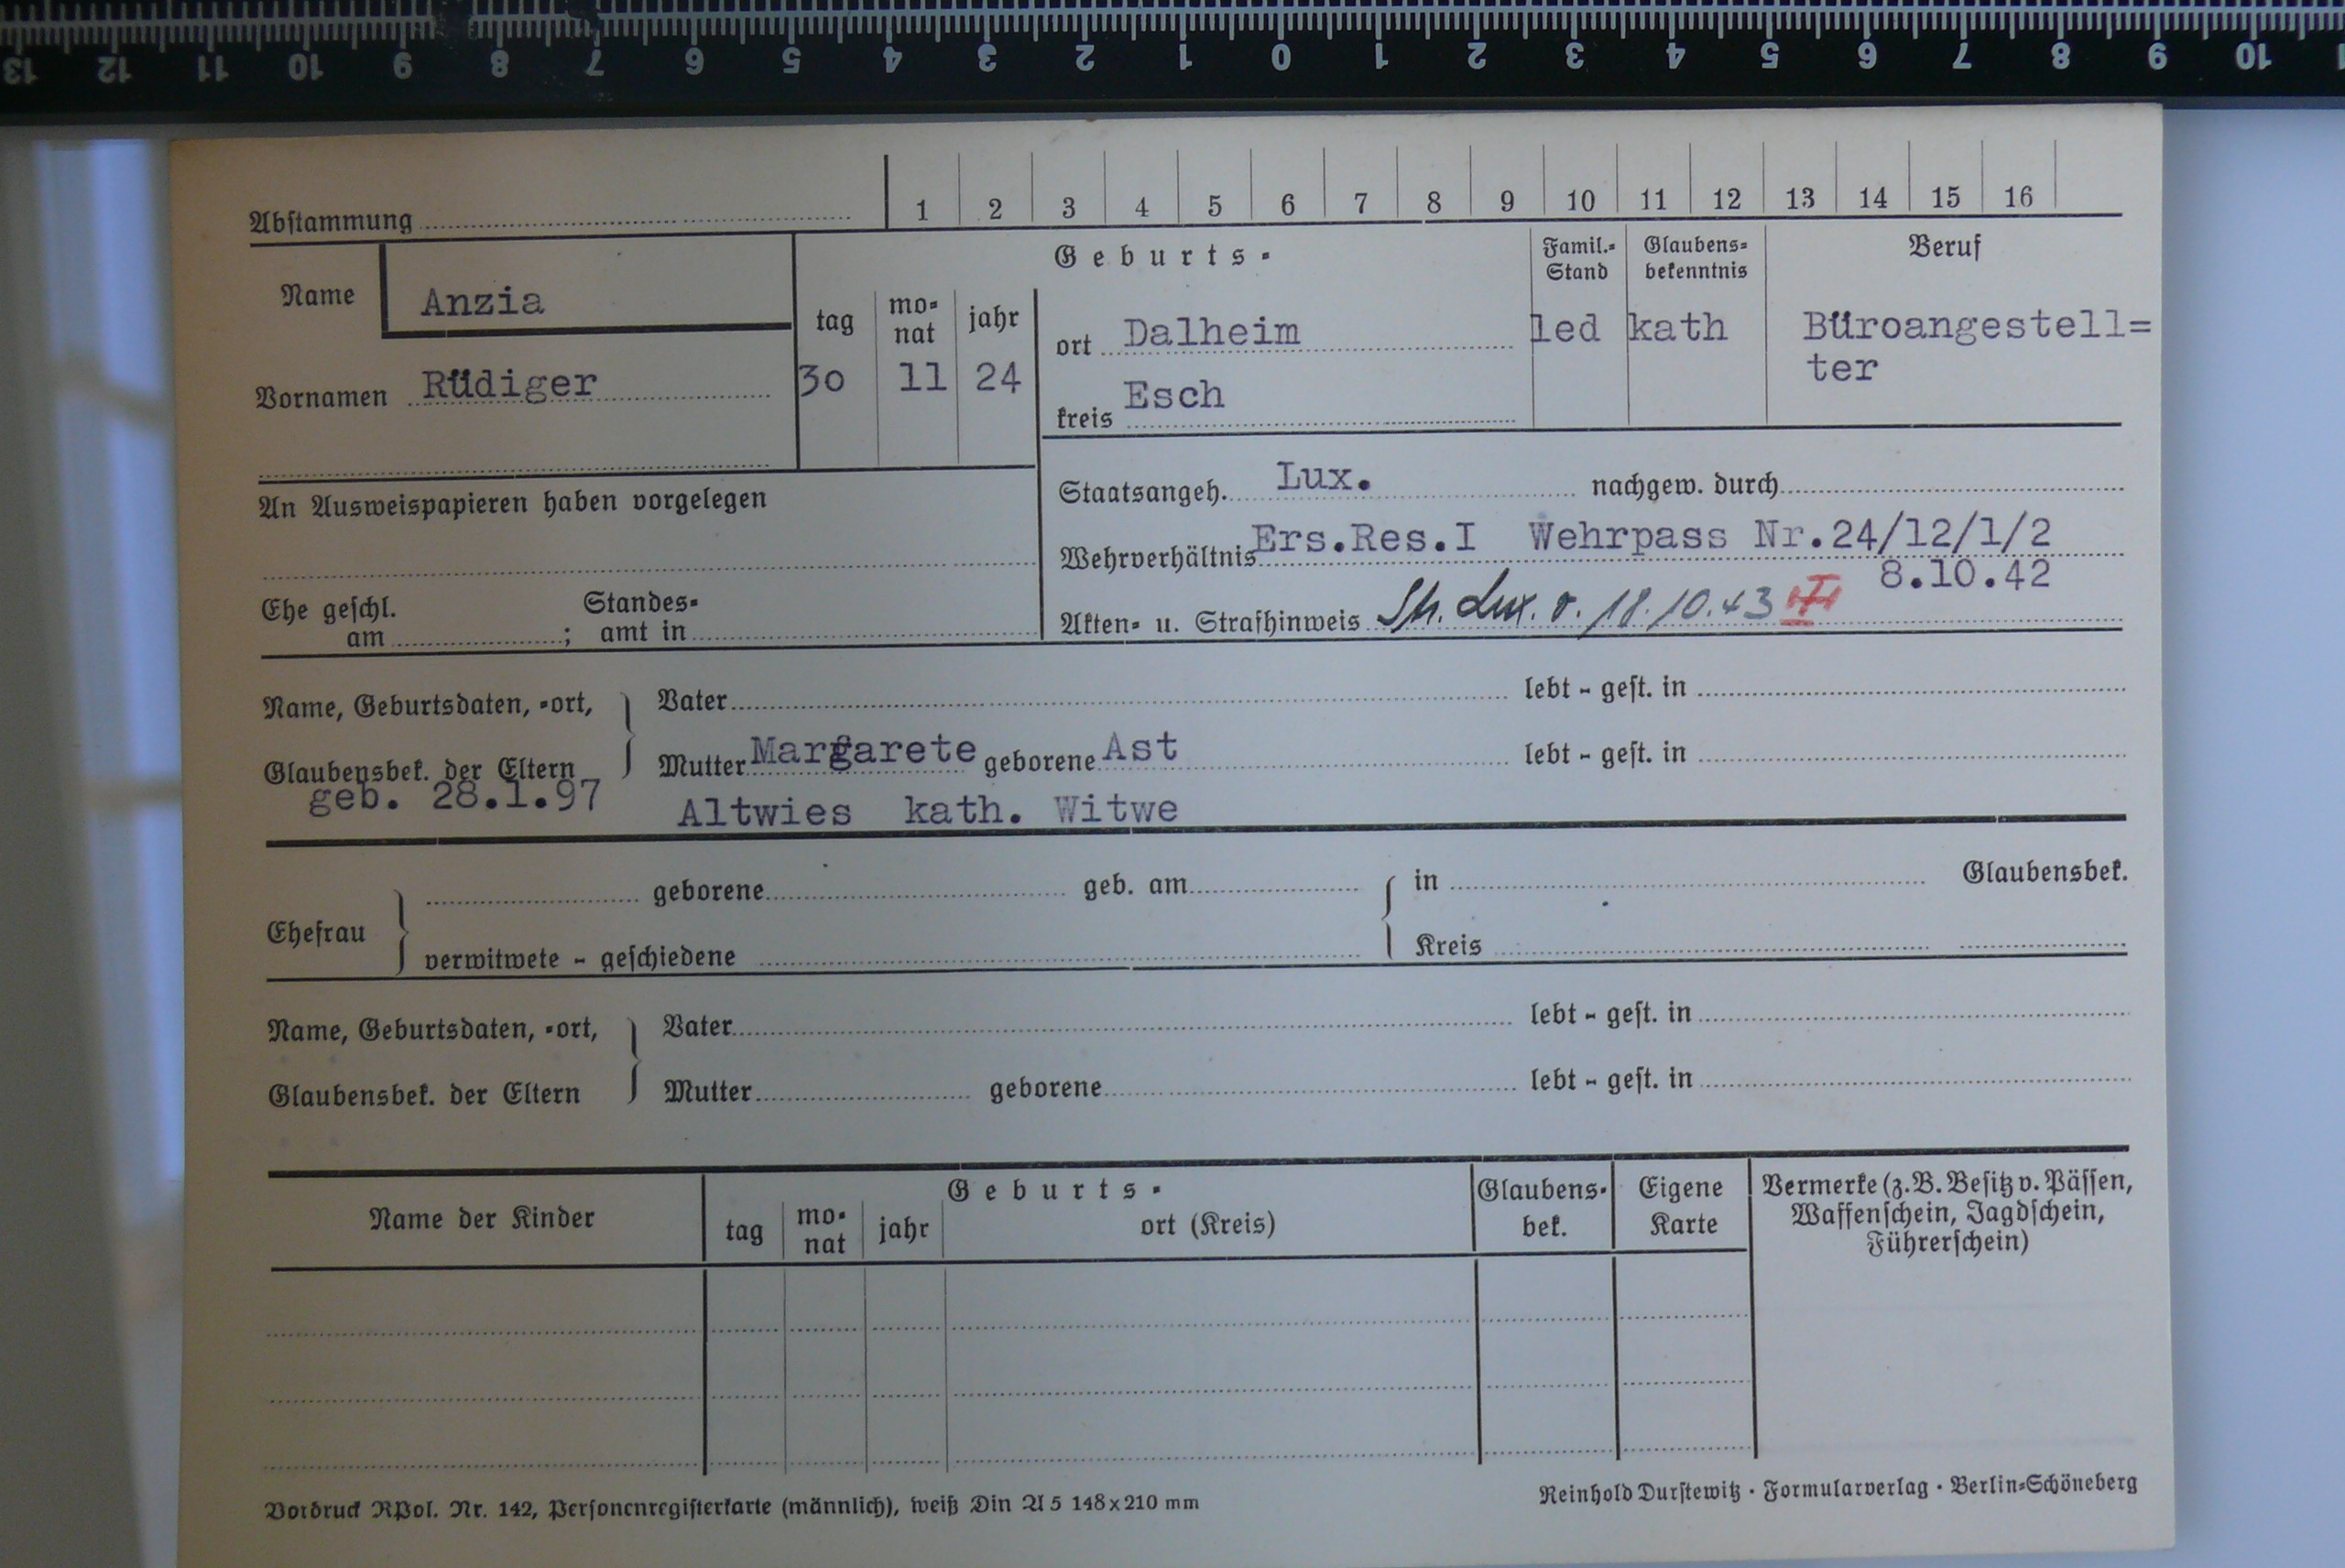 13 12 11 10 9 8 7 6 5 4 3 2 1 0 1 2 3 4 5 6 7 8 9 10
Abstammung 1 2 3 4 5 6 7 8 9 10 11 12 13 14 15 16
Name Anzia
Vornamen Rüdiger
Geburts-
tag monat jahr
mo-
nat
30 11 24
ort Dalheim
kreis Esch
Famil.-
Stand
led
Glaubens-
bekenntnis
kath
Beruf
Büroangestell=
ter
An Ausweispapieren haben vorgelegen
Ehe geschl. Standes-
am ; amt in
Staatsangeh. Lux. nachgew. durch
Wehrverhältnis Ers.Res.I Wehrpass Nr.24/12/1/2
8.10.42
Akten- u. Strafhinweis Lux. v. 18.10.43
Name, Geburtsdaten, -ort, Vater lebt - gest. in
Glaubensbek. der Eltern Mutter Margarete geborene Ast lebt - gest. in
geb. 28.1.97 Altwies kath. Witwe
Ehefrau geborene geb. am in Glaubensbek.
verwitwete - geschiedene Kreis
Name, Geburtsdaten, -ort, Vater lebt - gest. in
Glaubensbek. der Eltern Mutter geborene lebt - gest. in
Name der Kinder
Geburts-
tag
mo-
nat
jahr
ort (Kreis)
Glaubens-
bek.
Eigene
Karte
Vermerke (z. B. Besitz v. Pässen,
Waffenschein, Jagdschein,
Führerschein)
Vordruck RPol. Nr. 142, Personenregisterkarte (männlich), weiß Din A 5 148 x 210 mm
Reinhold Durstewitz · Formularverlag · Berlin-Schöneberg